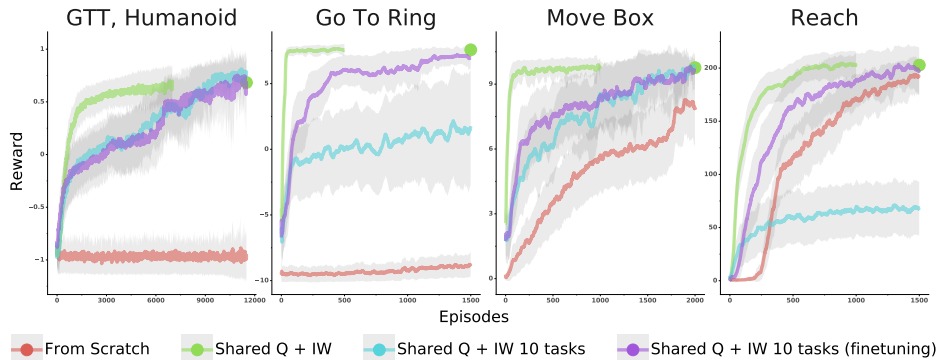 GTT, Humanoid
Go To Ring
Move Box
Reach
Reward
1
0.5
0
−0.5
−1
0 3000 6000 9000 12000
5
0
−5
−10
0 500 1000 1500
9
6
3
0
0 500 1000 1500 2000
200
150
100
50
0
0 500 1000 1500
Episodes
From Scratch Shared Q + IW Shared Q + IW 10 tasks Shared Q + IW 10 tasks (finetuning)